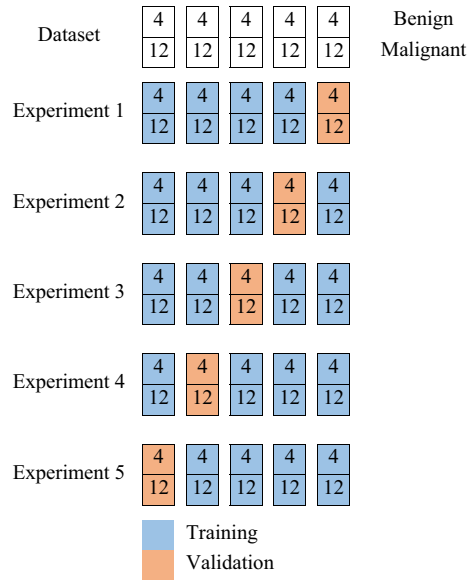 4 4 4 4 4 Benign
Dataset
12 12 12 12 12 Malignant
4 4 4 4 4
Experiment 1
12 12 12 12 12
4 4 4 4 4
Experiment 2
12 12 12 12 12
4 4 4 4 4
Experiment 3
12 12 12 12 12
4 4 4 4 4
Experiment 4
12 12 12 12 12
4 4 4 4 4
Experiment 5
12 12 12 12 12
Training
Validation